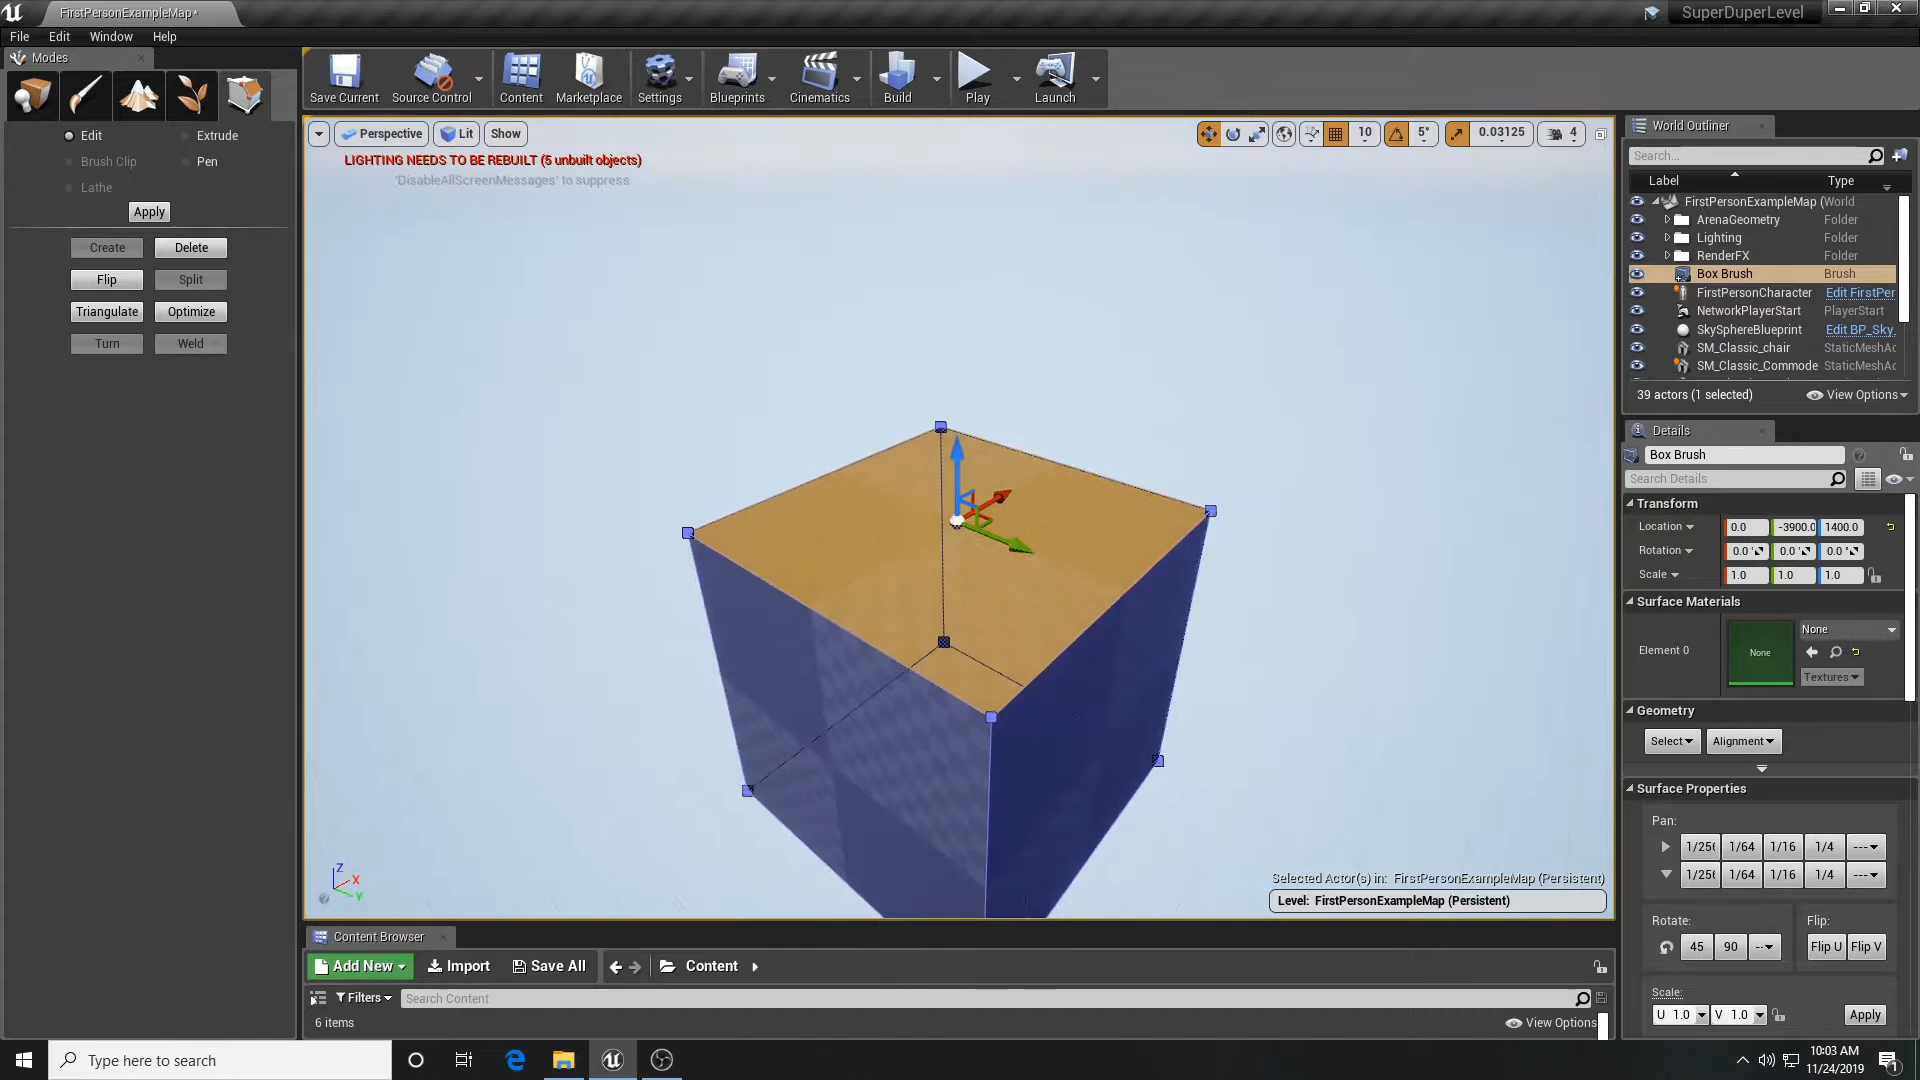 FirstPersonExampleMap*
SuperDuperLevel
File Edit Window Help
Modes
Save Current Source Control Content Marketplace Settings Blueprints Cinematics Build Play Launch
Edit Extrude
Brush Clip Pen
Lathe
Apply
Create Delete
Flip Split
Triangulate Optimize
Turn Weld
Perspective Lit Show
10 5° 0.03125 4
LIGHTING NEEDS TO BE REBUILT (5 unbuilt objects)
'DisableAllScreenMessages' to suppress
Z
X
Y
Selected Actor(s) in: FirstPersonExampleMap (Persistent)
Level: FirstPersonExampleMap (Persistent)
World Outliner
Search...
Label Type
FirstPersonExampleMap (World
ArenaGeometry Folder
Lighting Folder
RenderFX Folder
Box Brush Brush
FirstPersonCharacter Edit FirstPer
NetworkPlayerStart PlayerStart
SkySphereBlueprint Edit BP_Sky
SM_Classic_chair StaticMeshAc
SM_Classic_Commode StaticMeshAc
39 actors (1 selected) View Options
Details
Box Brush
Search Details
Transform
Location 0.0 -3900.0 1400.0
Rotation 0.0 ° 0.0 ° 0.0 °
Scale 1.0 1.0 1.0
Surface Materials
Element 0 None None
Textures
Geometry
Select Alignment
Surface Properties
Pan:
1/256 1/64 1/16 1/4 ---
1/256 1/64 1/16 1/4 ---
Rotate: Flip:
45 90 -- Flip U Flip V
Scale:
U 1.0 V 1.0 Apply
Content Browser
Add New Import Save All Content
Filters Search Content
6 items View Options
Type here to search
10:03 AM
11/24/2019
1